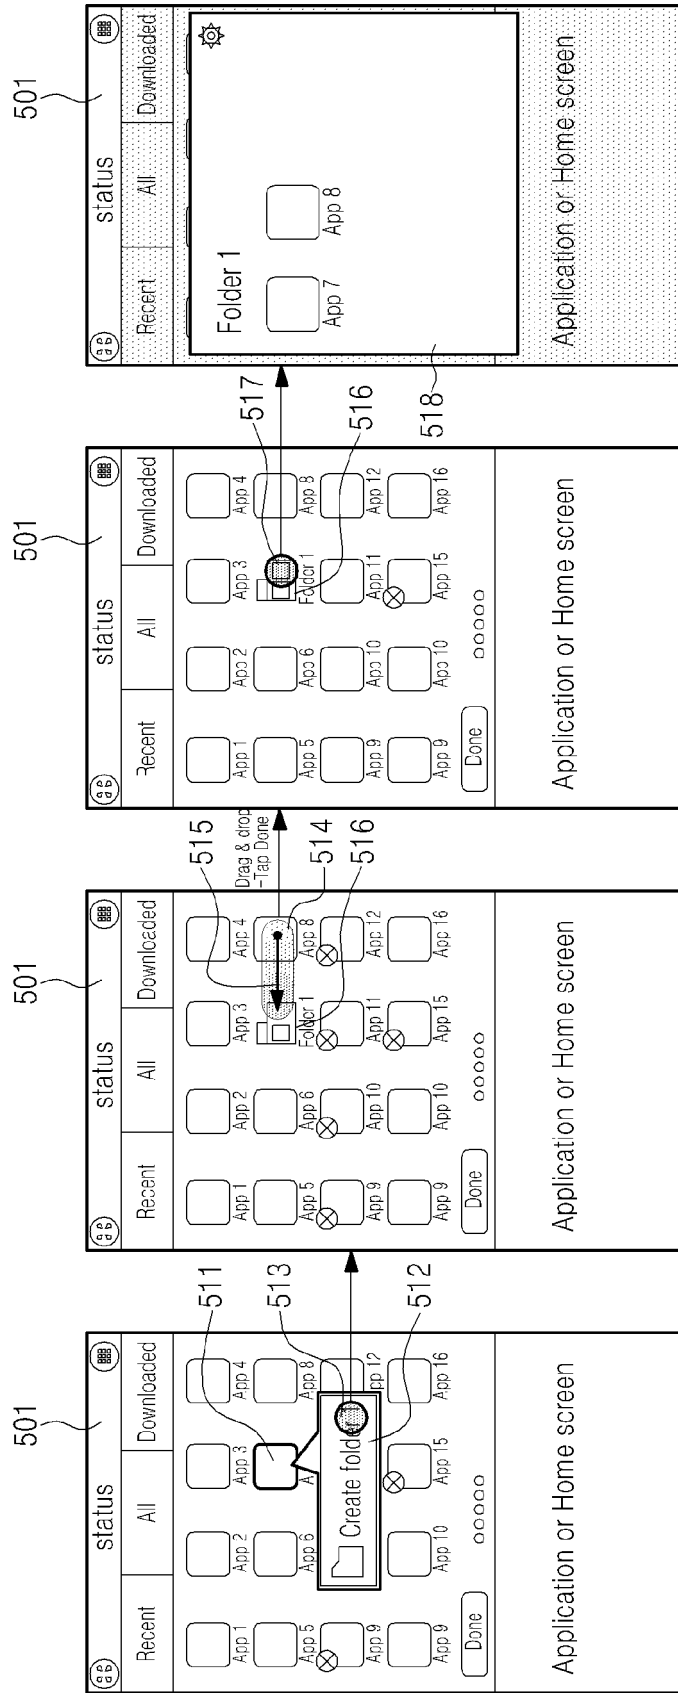 501
status
Recent All Downloaded
App 1 App 2 App 3 App 4
511
App 5 App 6 A App 8
513
Create folder
App 9 pp 12
512
App 9 App 10 App 15 App 16
Done
Application or Home screen
501
status
Recent All Downloaded
App 1 App 2 App 3 App 4
515
App 5 App 6 Folder 1 App 8
514
App 9 App 10 App 11 App 12
516
App 9 App 10 App 15 App 16
Done
Application or Home screen
Drag & drop
-Tap Done
501
status
Recent All Downloaded
App 1 App 2 App 3 App 4
517
App 5 App 6 Folder 1 App 8
516
App 9 App 10 App 11 App 12
App 9 App 10 App 15 App 16
Done
Application or Home screen
501
status
Recent All Downloaded
Folder 1
App 7 App 8
518
Application or Home screen